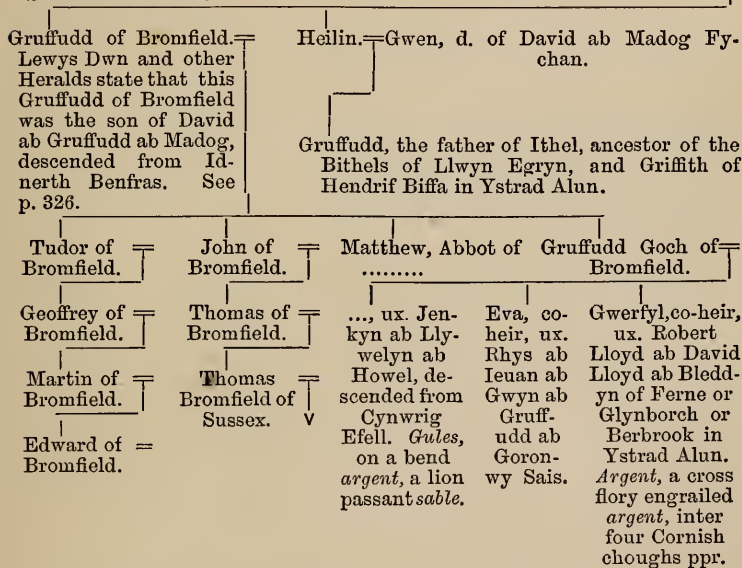 Gruffudd of Bromfield.
Lewys Dwn and other
Heralds state that this
Gruffudd of Bromfield
was the son of David
ab Gruffudd ab Madog,
descended from Id-
nerth Benfras. See
p. 326.
Heilin.=Gwen, d. of David ab Madog Fy-
chan.
Gruffudd, the father of Ithel, ancestor of the
Bithels of Llwyn Egryn, and Griffith of
Hendrif Biffa in Ystrad Alun.
Tudor of
Bromfield.
John of
Bromfield.
Matthew, Abbot of
.........
Gruffudd Goch of
Bromfield.
Geoffrey of
Bromfield.
Martin of
Bromfield.
Edward of =
Bromfield.
Thomas of
Bromfield.
Thomas
Bromfield of
Sussex.
..., ux. Jen-
kyn ab Lly-
welyn ab
Howel, de-
scended from
Cynwrig
Efell. Gules,
on a bend
argent, a lion
passant sable.
Eva, co-
heir, ux.
Rhys ab
Ieuan ab
Gwyn ab
Gruff-
udd ab
Goron-
wy Sais.
Gwerfyl, co-heir,
ux. Robert
Lloyd ab David
Lloyd ab Bledd-
yn of Ferne or
Glynborch or
Berbrook in
Ystrad Alun.
Argent, a cross
flory engrailed
argent, inter
four Cornish
choughs ppr.